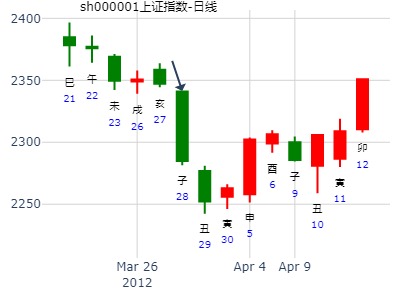 sh000001上证指数-日线
2400
2350
2300
2250
巳
21
午
22
未
23
戌
26
亥
27
子
28
丑
29
寅
30
申
5
酉
6
子
9
丑
10
寅
11
卯
12
Mar 26
2012
Apr 4
Apr 9